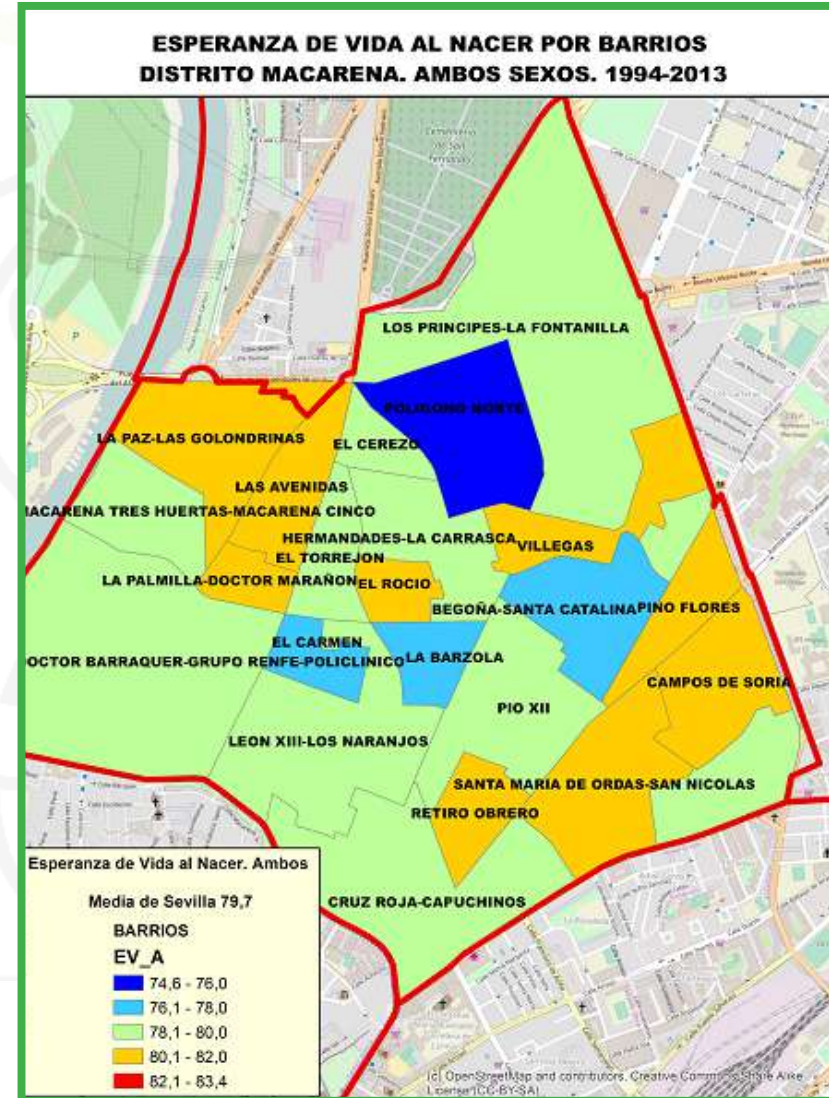 ESPERANZA DE VIDA AL NACER POR BARRIOS
DISTRITO MACARENA. AMBOS SEXOS. 1994-2013
Cementerio
de San
Fernando
LOS PRINCIPES-LA FONTANILLA
POLIGONO NORTE
LA PAZ-LAS GOLONDRINAS
EL CEREZO
LAS AVENIDAS
MACARENA TRES HUERTAS-MACARENA CINCO
HERMANDADES-LA CARRASCA
VILLEGAS
EL TORREJON
LA PALMILLA-DOCTOR MARAÑON
EL ROCIO
BEGOÑA-SANTA CATALINA
PINO FLORES
EL CARMEN
DOCTOR BARRAQUER-GRUPO RENFE-POLICLINICO
LA BARZOLA
CAMPOS DE SORIA
PIO XII
LEON XIII-LOS NARANJOS
SANTA MARIA DE ORDAS-SAN NICOLAS
RETIRO OBRERO
CRUZ ROJA-CAPUCHINOS
Esperanza de Vida al Nacer. Ambos
Media de Sevilla 79,7
BARRIOS
EV_A
74,6 - 76,0
76,1 - 78,0
78,1 - 80,0
80,1 - 82,0
82,1 - 83,4
(c) OpenStreetMap and contributors, Creative Commons-Share Alike
License (CC-BY-SA)